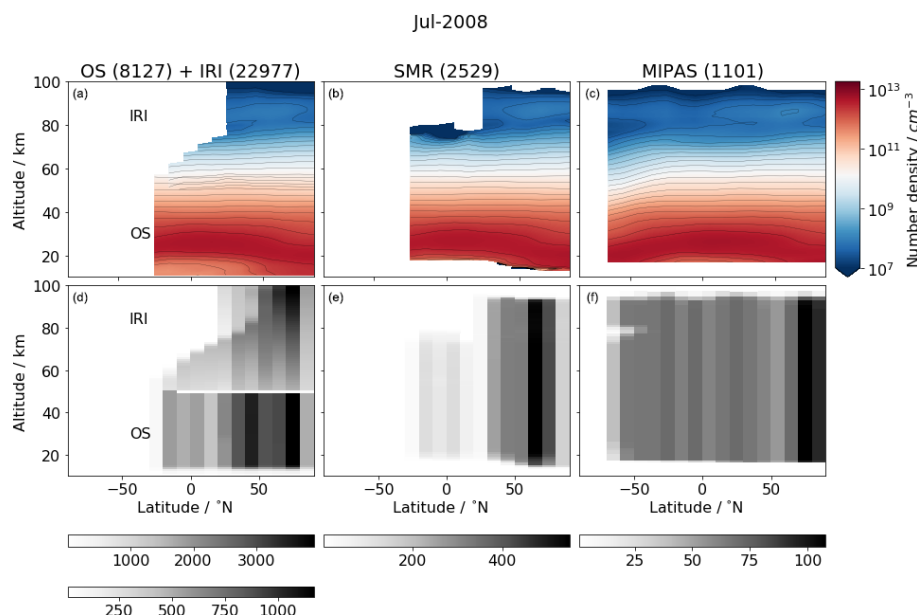 Jul-2008
OS (8127) + IRI (22977)
SMR (2529)
MIPAS (1101)
(a)
IRI
OS
(b)
(c)
100
80
60
40
20
Altitude / km
10^13
10^11
10^9
10^7
Number density / cm^−3
(d)
IRI
OS
(e)
(f)
100
80
60
40
20
Altitude / km
−50 0 50
Latitude / °N
−50 0 50
Latitude / °N
−50 0 50
Latitude / °N
1000 2000 3000
200 400
25 50 75 100
250 500 750 1000